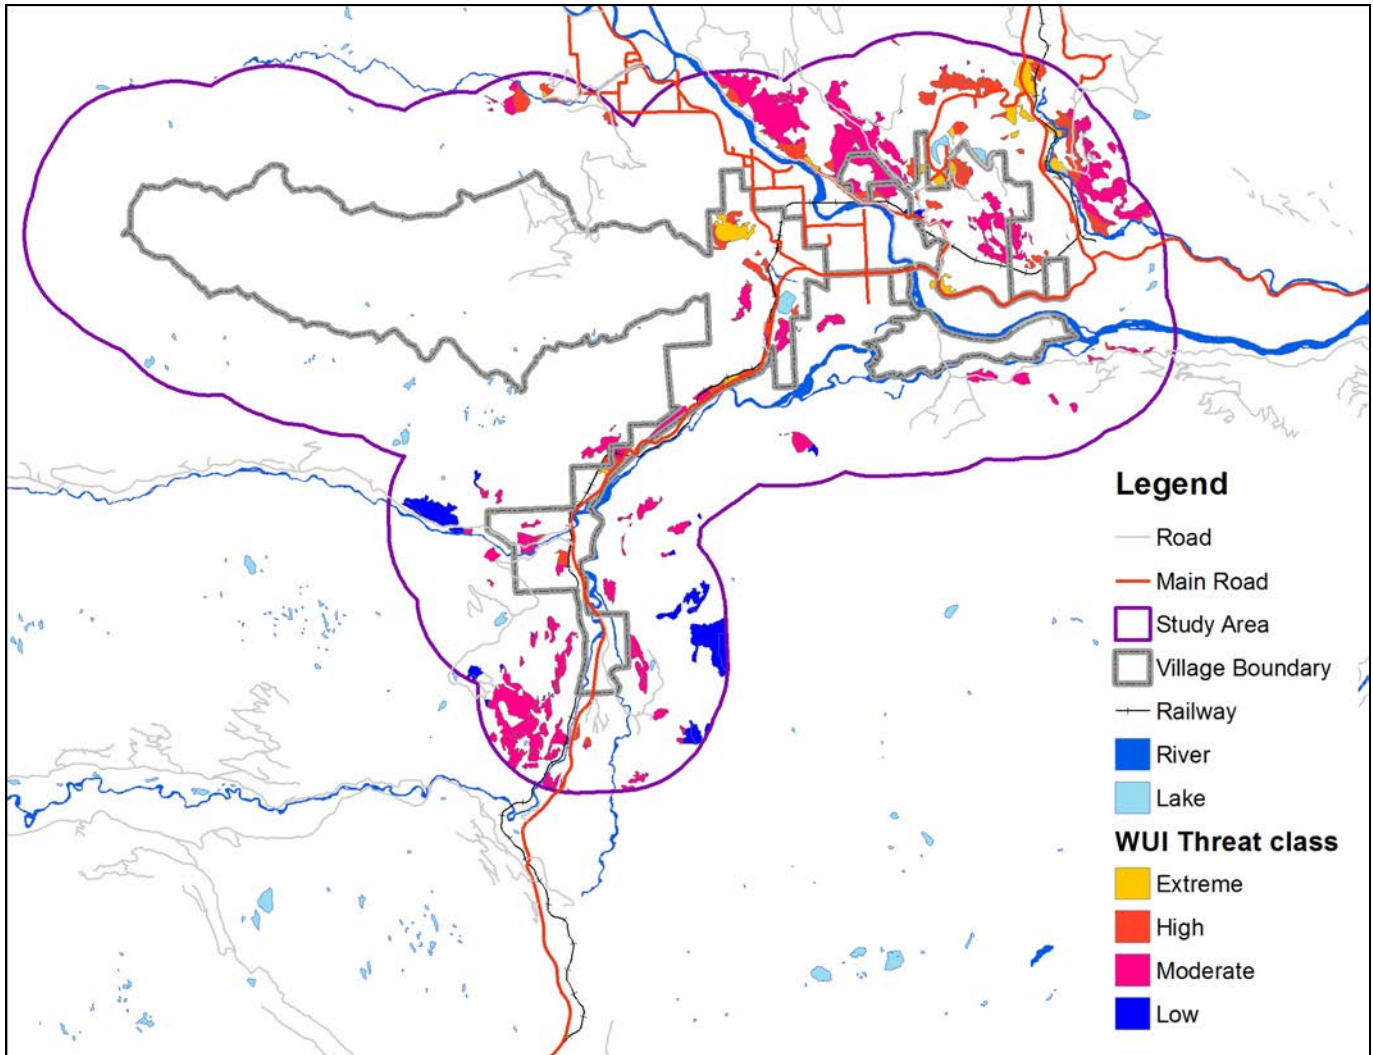 Legend
Road
Main Road
Study Area
Village Boundary
Railway
River
Lake
WUI Threat class
Extreme
High
Moderate
Low